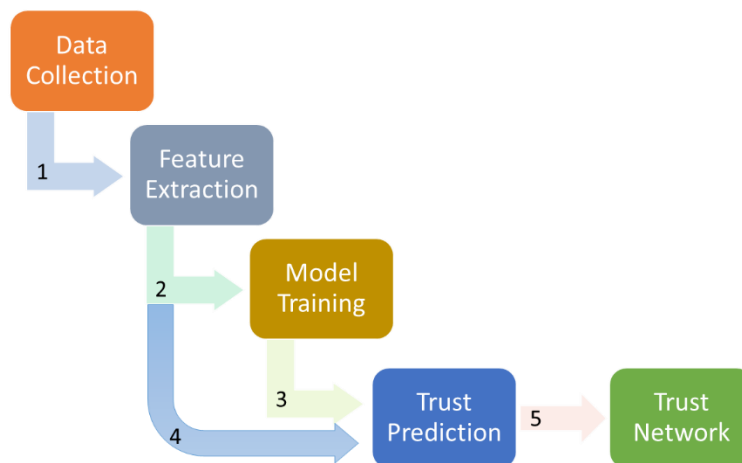 Data
Collection
1
Feature
Extraction
2
Model
Training
3
4
Trust
Prediction
5
Trust
Network